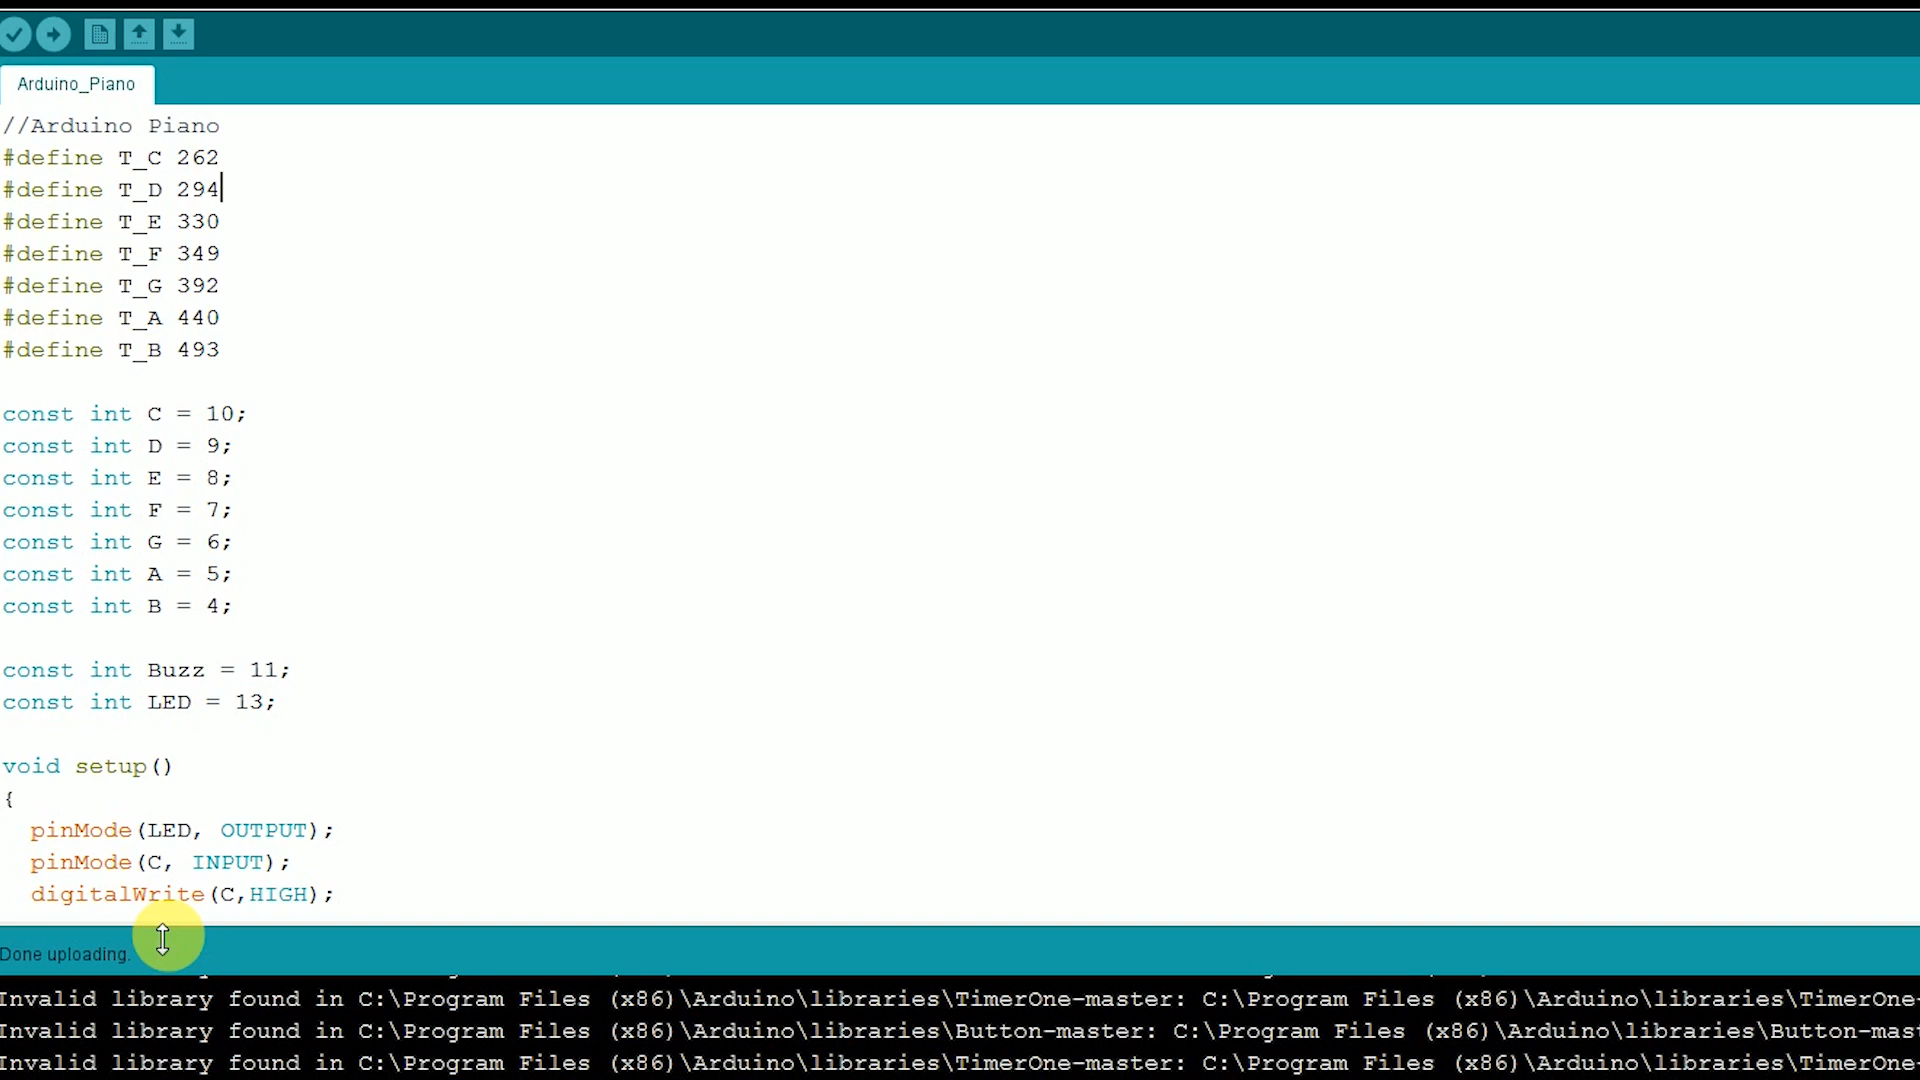 Arduino_Piano
//Arduino Piano
#define T_C 262
#define T_D 294
#define T_E 330
#define T_F 349
#define T_G 392
#define T_A 440
#define T_B 493
const int C = 10;
const int D = 9;
const int E = 8;
const int F = 7;
const int G = 6;
const int A = 5;
const int B = 4;
const int Buzz = 11;
const int LED = 13;
void setup()
{
pinMode(LED, OUTPUT);
pinMode(C, INPUT);
digitalWrite(C,HIGH);
Done uploading.
Invalid library found in C:\Program Files (x86)\Arduino\libraries\TimerOne-master: C:\Program Files (x86)\Arduino\libraries\TimerOne-
Invalid library found in C:\Program Files (x86)\Arduino\libraries\Button-master: C:\Program Files (x86)\Arduino\libraries\Button-mas
Invalid library found in C:\Program Files (x86)\Arduino\libraries\TimerOne-master: C:\Program Files (x86)\Arduino\libraries\TimerOne-